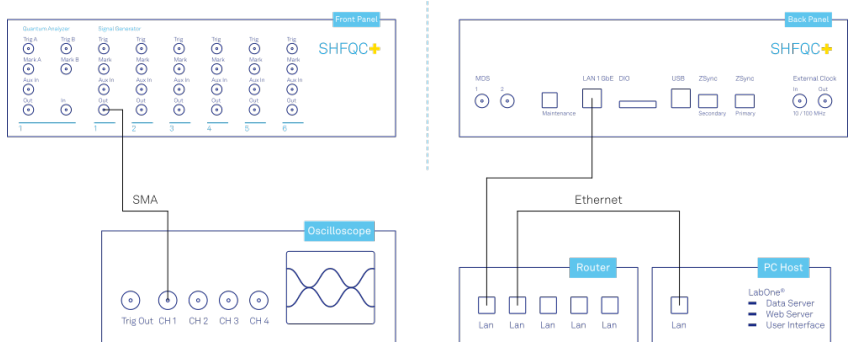 Front Panel
Quantum Analyzer Signal Generator
Trig A Trig B Trig Trig Trig Trig Trig Trig
SHFQC+
Mark A Mark B Mark Mark Mark Mark Mark Mark
Aux In Aux In Aux In Aux In Aux In Aux In Aux In
Out In Out Out Out Out Out Out
1 1 2 3 4 5 6
SMA
Oscilloscope
Trig Out CH 1 CH 2 CH 3 CH 4
Back Panel
SHFQC+
MDS LAN 1 GbE DIO USB ZSync ZSync External Clock
1 2 In Out
Maintenance Secondary Primary 10 / 100 MHz
Ethernet
Router
Lan Lan Lan Lan Lan
PC Host
LabOne®
Data Server
Web Server
User Interface
Lan